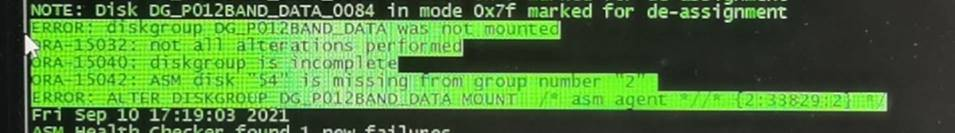 NOTE: Disk DG_P012BAND_DATA_0084 in mode 0x7f marked for de-assignment
ERROR: diskgroup DG_P012BAND_DATA was not mounted
ORA-15032: not all alterations performed
ORA-15040: diskgroup is incomplete
ORA-15042: ASM disk "54" is missing from group number "2"
ERROR: ALTER DISKGROUP DG_P012BAND_DATA MOUNT /* asm agent *//* {2:33829:2} */
Fri Sep 10 17:19:03 2021
ASM Health Checker found 1 new failures